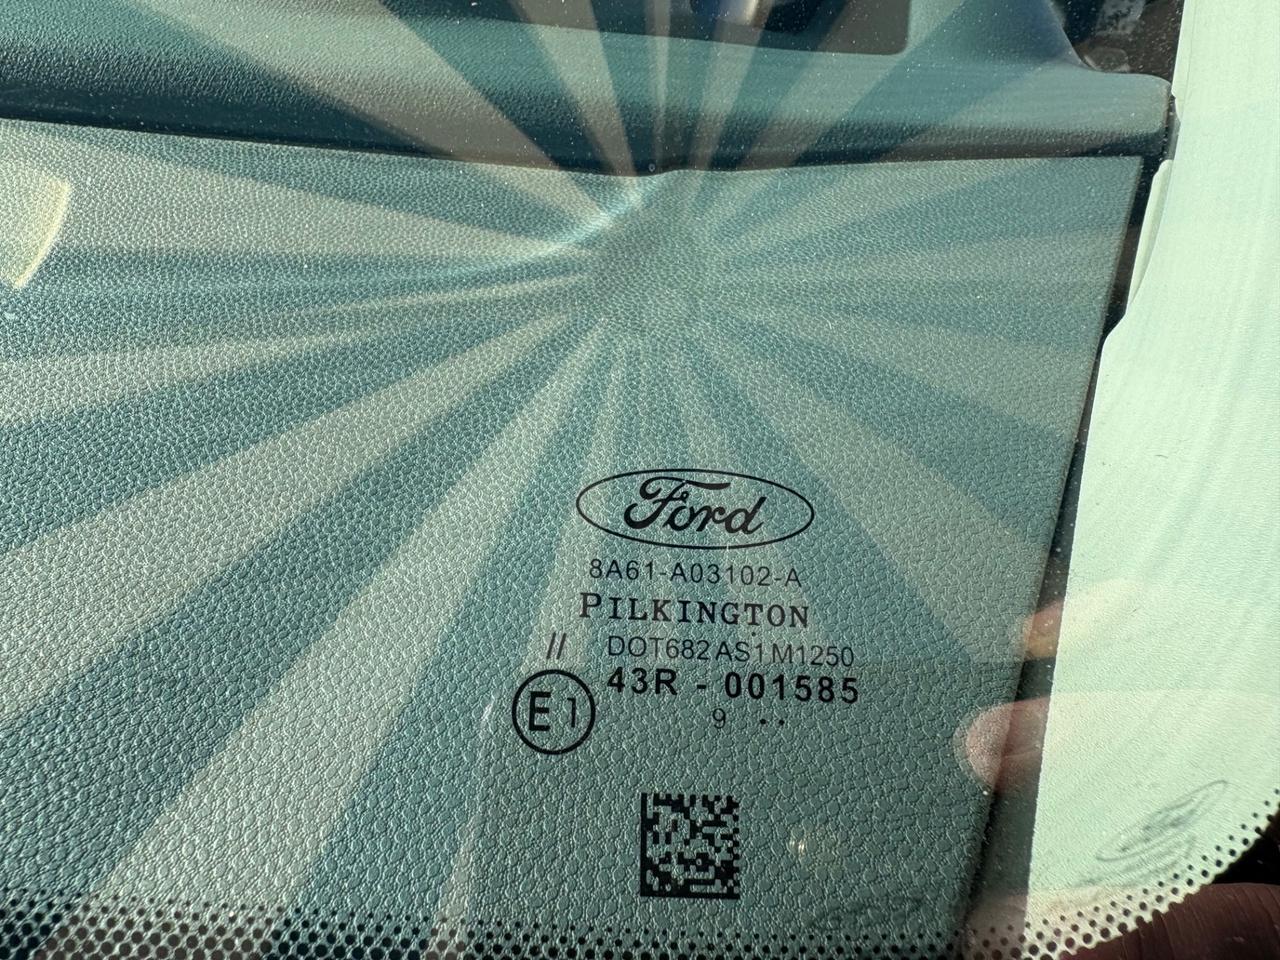 Ford
8A61-A03102-A
PILKINGTON
// DOT682 AS1 M1250
43R - 001585
E1
9 ··